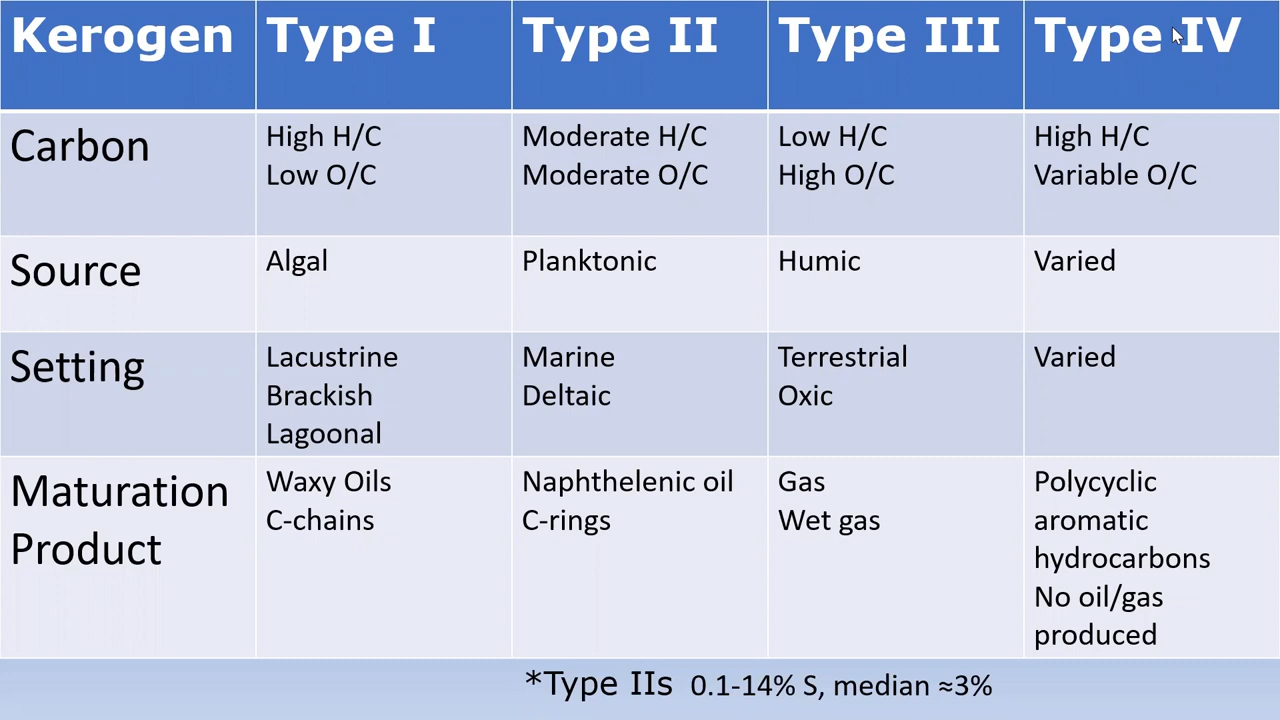 Kerogen Type I Type II Type III Type IV
Carbon
High H/C
Low O/C
Moderate H/C
Moderate O/C
Low H/C
High O/C
High H/C
Variable O/C
Source
Algal
Planktonic
Humic
Varied
Setting
Lacustrine
Brackish
Lagoonal
Marine
Deltaic
Terrestrial
Oxic
Varied
Maturation
Product
Waxy Oils
C-chains
Naphthelenic oil
C-rings
Gas
Wet gas
Polycyclic
aromatic
hydrocarbons
No oil/gas
produced
*Type IIs 0.1-14% S, median ≈3%